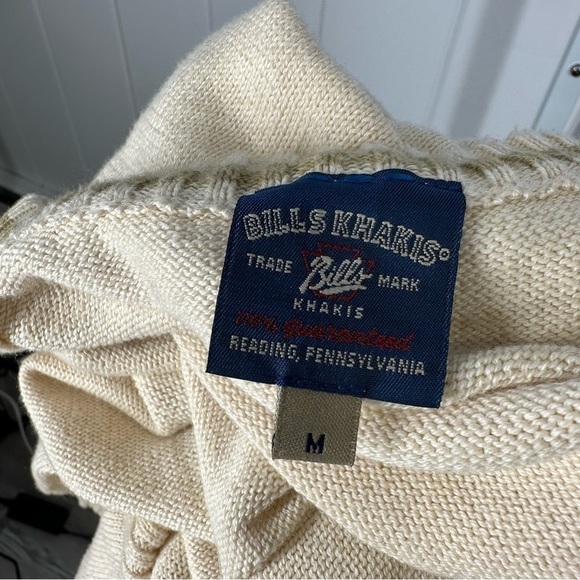 BILLS KHAKIS®
TRADE Bills MARK
KHAKIS
100% Guaranteed
READING, PENNSYLVANIA
M